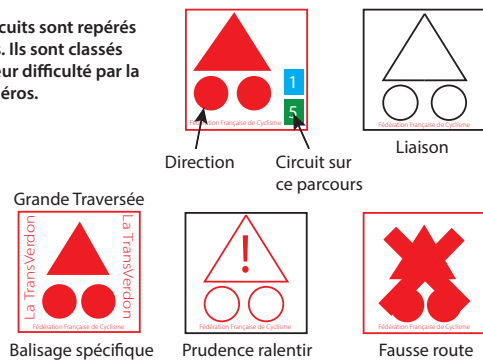 cuits sont repérés
s. Ils sont classés
eur difficulté par la
éros.
1
5
Fédération Française de Cyclisme
Direction
Circuit sur
ce parcours
Fédération Française de Cyclisme
Liaison
Grande Traversée
La TransVerdon
La TransVerdon
Fédération Française de Cyclisme
Balisage spécifique
!
Fédération Française de Cyclisme
Prudence ralentir
Fédération Française de Cyclisme
Fausse route